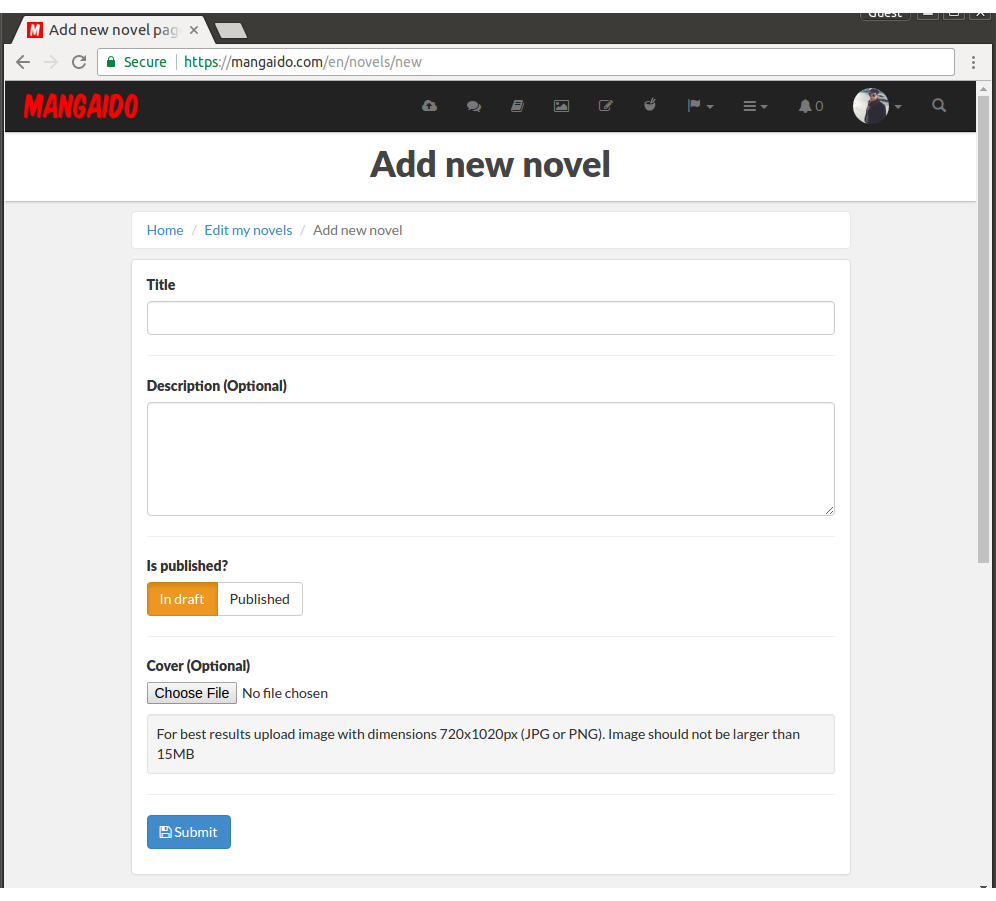 Guest
Add new novel pag
Secure
https://mangaido.com/en/novels/new
MANGAIDO
0
Add new novel
Home / Edit my novels / Add new novel
Title
Description (Optional)
Is published?
In draft
Published
Cover (Optional)
Choose File No file chosen
For best results upload image with dimensions 720x1020px (JPG or PNG). Image should not be larger than
15MB
Submit